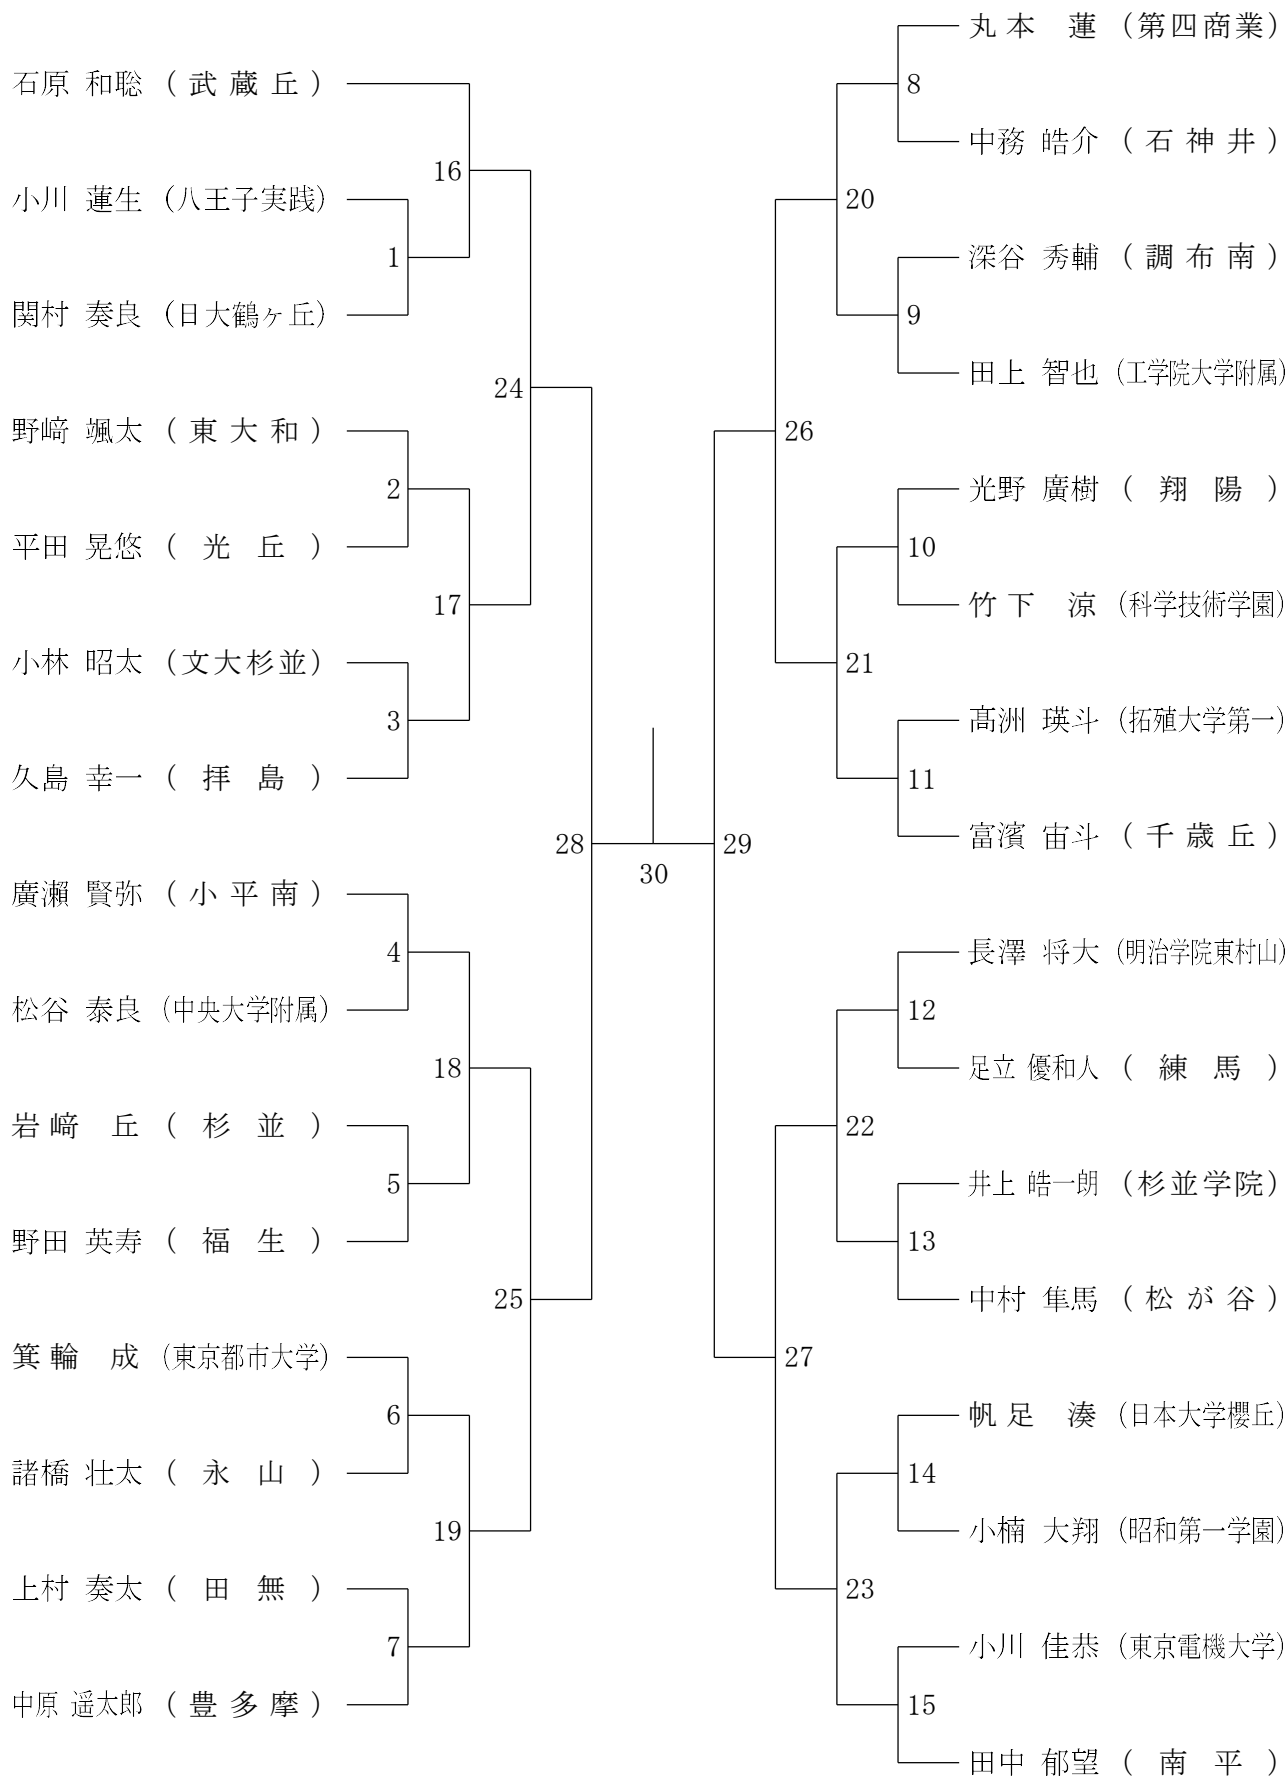 石原 和聡 (武蔵丘)
16
小川 蓮生 (八王子実践)
1
関村 奏良 (日大鶴ヶ丘)
24
野﨑 颯太 (東大和)
2
平田 晃悠 (光丘)
17
小林 昭太 (文大杉並)
3
久島 幸一 (拝島)
28
廣瀬 賢弥 (小平南)
4
松谷 泰良 (中央大学附属)
18
岩﨑 丘 (杉並)
5
野田 英寿 (福生)
25
箕輪 成 (東京都市大学)
6
諸橋 壮太 (永山)
19
上村 奏太 (田無)
7
中原 遥太郎 (豊多摩)
30
丸本 蓮 (第四商業)
8
中務 皓介 (石神井)
20
深谷 秀輔 (調布南)
9
田上 智也 (工学院大学附属)
26
光野 廣樹 (翔陽)
10
竹下 涼 (科学技術学園)
21
髙洲 瑛斗 (拓殖大学第一)
11
富濱 宙斗 (千歳丘)
29
長澤 将大 (明治学院東村山)
12
足立 優和人 (練馬)
22
井上 皓一朗 (杉並学院)
13
中村 隼馬 (松が谷)
27
帆足 湊 (日本大学櫻丘)
14
小楠 大翔 (昭和第一学園)
23
小川 佳恭 (東京電機大学)
15
田中 郁望 (南平)